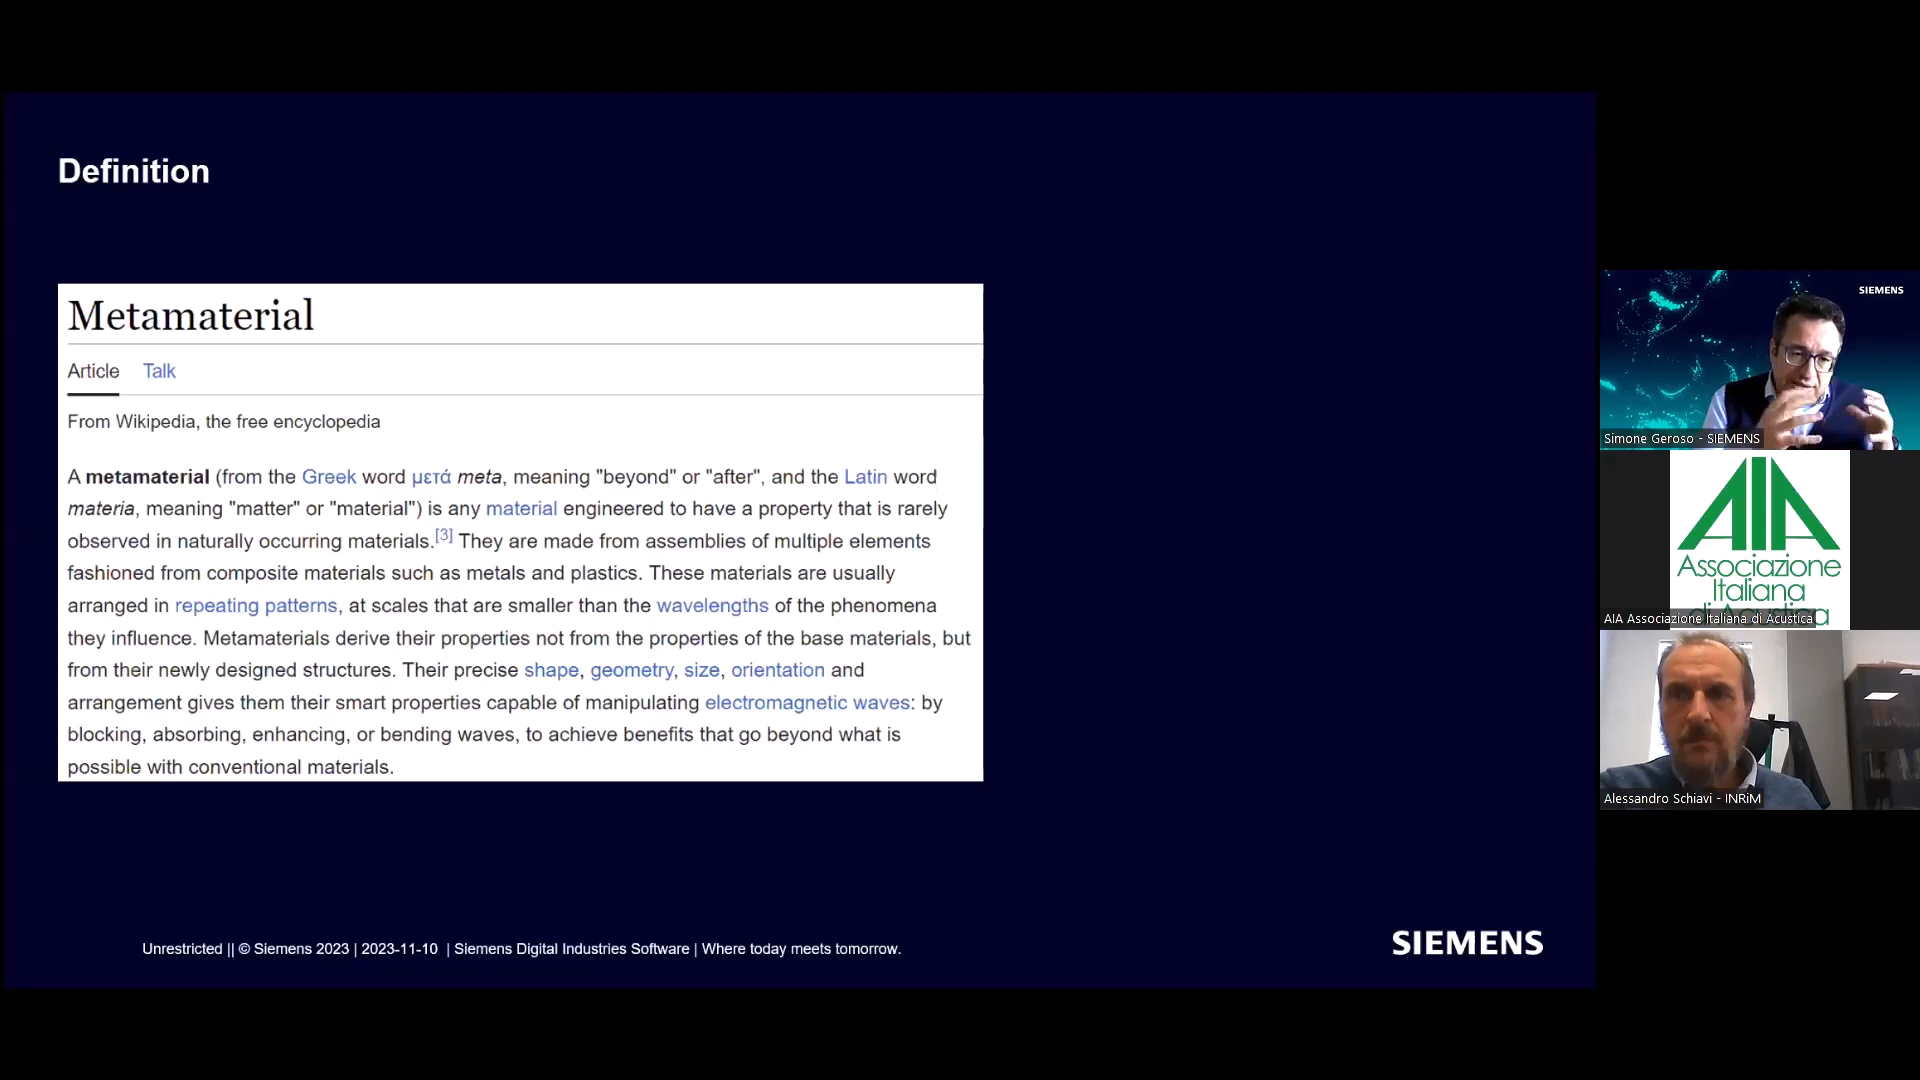 Definition
Metamaterial
Article Talk
From Wikipedia, the free encyclopedia
A metamaterial (from the Greek word μετά meta, meaning "beyond" or "after", and the Latin word
materia, meaning "matter" or "material") is any material engineered to have a property that is rarely
observed in naturally occurring materials.[3] They are made from assemblies of multiple elements
fashioned from composite materials such as metals and plastics. These materials are usually
arranged in repeating patterns, at scales that are smaller than the wavelengths of the phenomena
they influence. Metamaterials derive their properties not from the properties of the base materials, but
from their newly designed structures. Their precise shape, geometry, size, orientation and
arrangement gives them their smart properties capable of manipulating electromagnetic waves: by
blocking, absorbing, enhancing, or bending waves, to achieve benefits that go beyond what is
possible with conventional materials.
Unrestricted || © Siemens 2023 | 2023-11-10 | Siemens Digital Industries Software | Where today meets tomorrow.
SIEMENS
SIEMENS
Simone Geroso - SIEMENS
AIA
Associazione
Italiana
di Acustica
AIA Associazione Italiana di Acustica
Alessandro Schiavi - INRiM